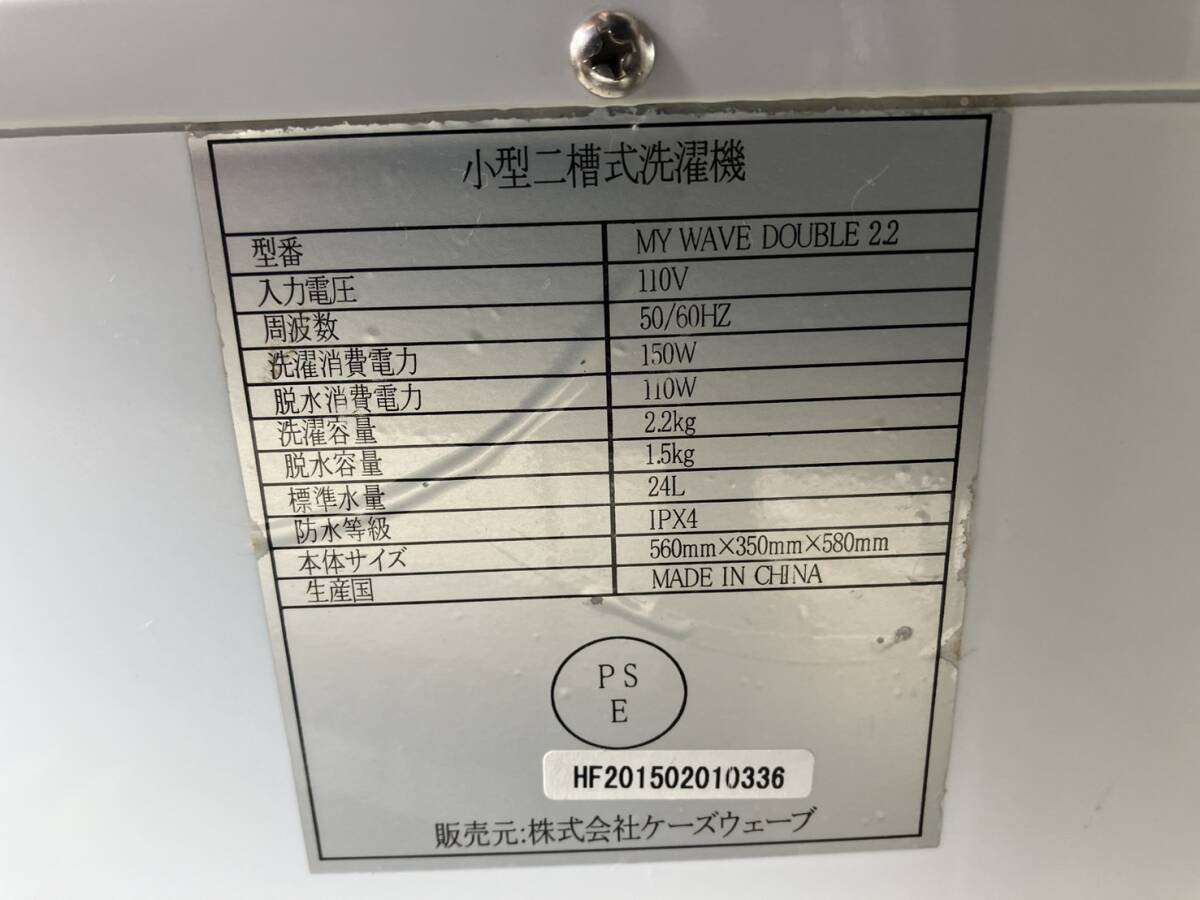 小型二槽式洗濯機
型番 MY WAVE DOUBLE 2.2
入力電圧 110V
周波数 50/60HZ
洗濯消費電力 150W
脱水消費電力 110W
洗濯容量 2.2kg
脱水容量 1.5kg
標準水量 24L
防水等級 IPX4
本体サイズ 560mm×350mm×580mm
生産国 MADE IN CHINA
PS
E
HF201502010336
販売元:株式会社ケーズウェーブ